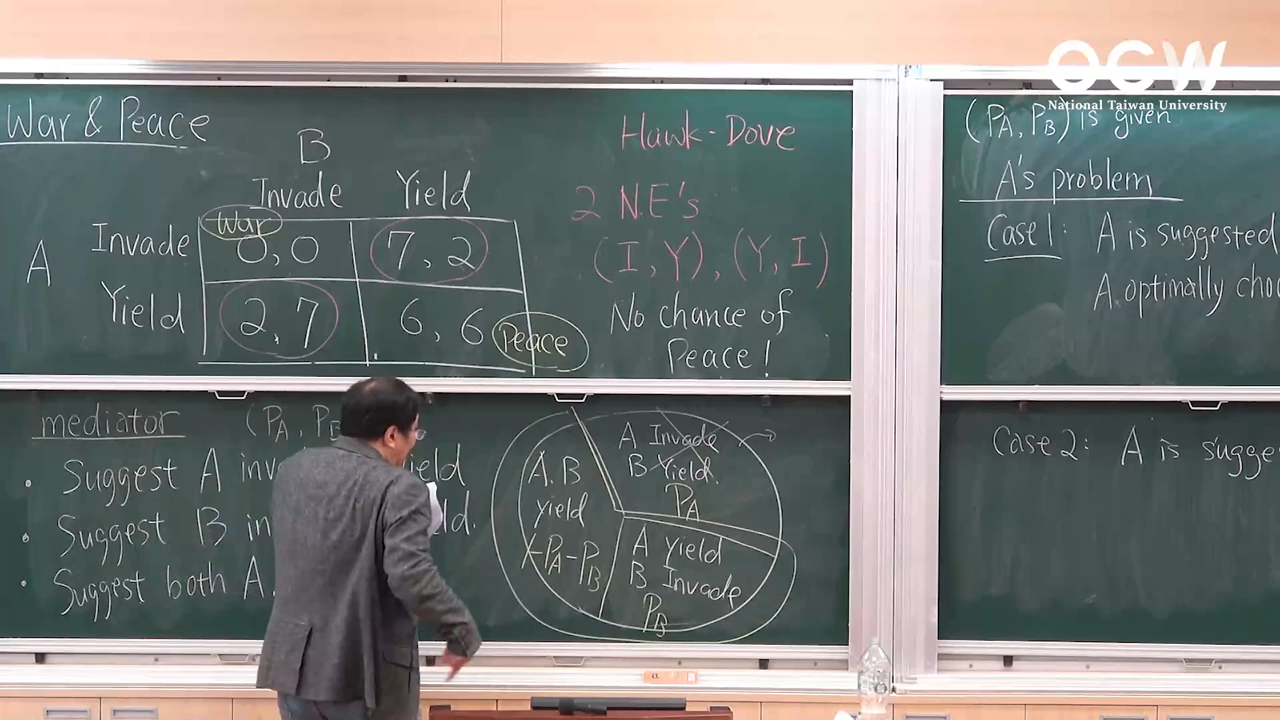 OCW
National Taiwan University
War & Peace
B
Invade Yield
A
War
Invade 0, 0 7, 2
Yield 2, 7 6, 6
Peace
Hawk-Dove
2 N.E's
(I, Y), (Y, I)
No chance of
Peace!
mediator (PA, PB
• Suggest A inv
• Suggest B in
• Suggest both A.
A Invade
B Yield
PA
A. B
yield
1-PA-PB
A Yield
B Invade
PB
(PA, PB) is given
A's problem
Case 1: A is suggested
A optimally choo
Case 2: A is sugge